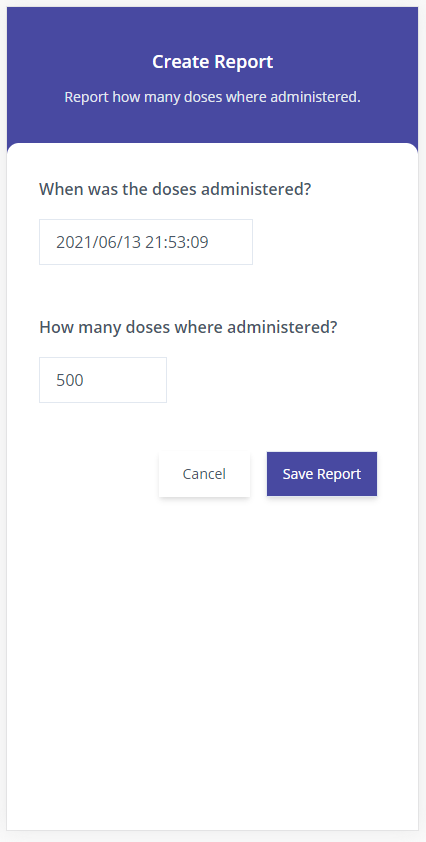 Create Report
Report how many doses where administered.
When was the doses administered?
2021/06/13 21:53:09
How many doses where administered?
500
Cancel
Save Report